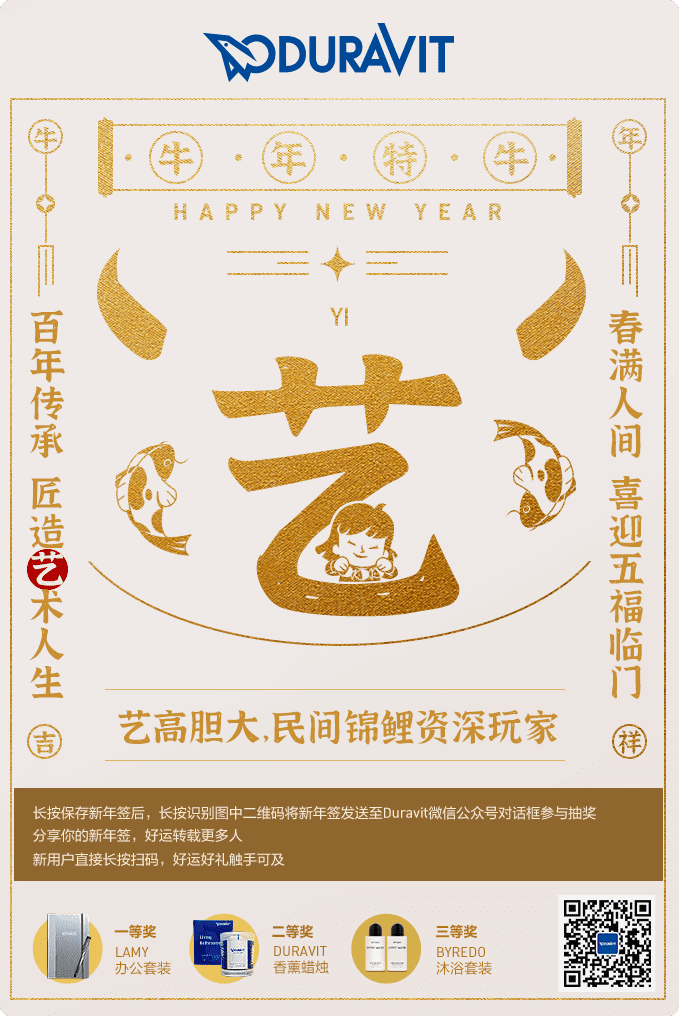 DURAVIT
牛年特牛
HAPPY NEW YEAR
YI
艺
牛
百年传承 匠造艺术人生
吉
年
春满人间 喜迎五福临门
祥
艺高胆大,民间锦鲤资深玩家
长按保存新年签后，长按识别图中二维码将新年签发送至Duravit微信公众号对话框参与抽奖
分享你的新年签，好运转载更多人
新用户直接长按扫码，好运好礼触手可及
一等奖
LAMY
办公套装
二等奖
DURAVIT
香薰蜡烛
三等奖
BYREDO
沐浴套装